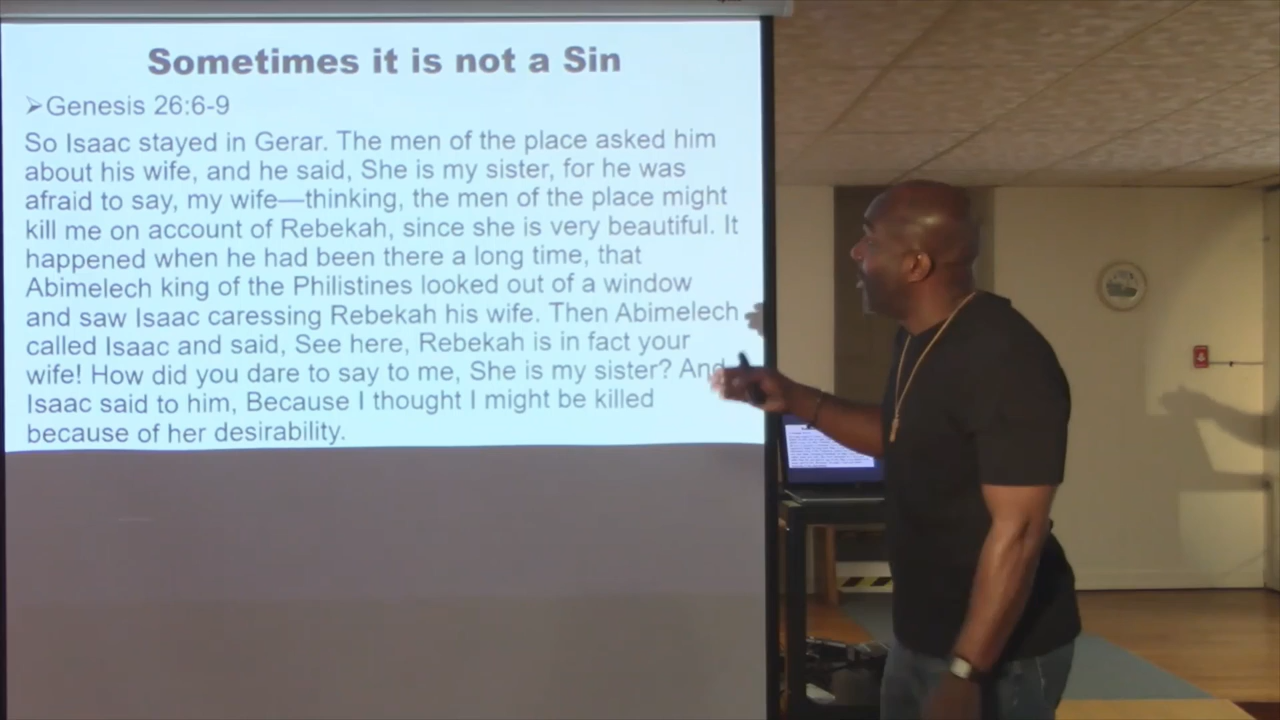 Sometimes it is not a Sin
➢Genesis 26:6-9
So Isaac stayed in Gerar. The men of the place asked him
about his wife, and he said, She is my sister, for he was
afraid to say, my wife—thinking, the men of the place might
kill me on account of Rebekah, since she is very beautiful. It
happened when he had been there a long time, that
Abimelech king of the Philistines looked out of a window
and saw Isaac caressing Rebekah his wife. Then Abimelech
called Isaac and said, See here, Rebekah is in fact your
wife! How did you dare to say to me, She is my sister? And
Isaac said to him, Because I thought I might be killed
because of her desirability.